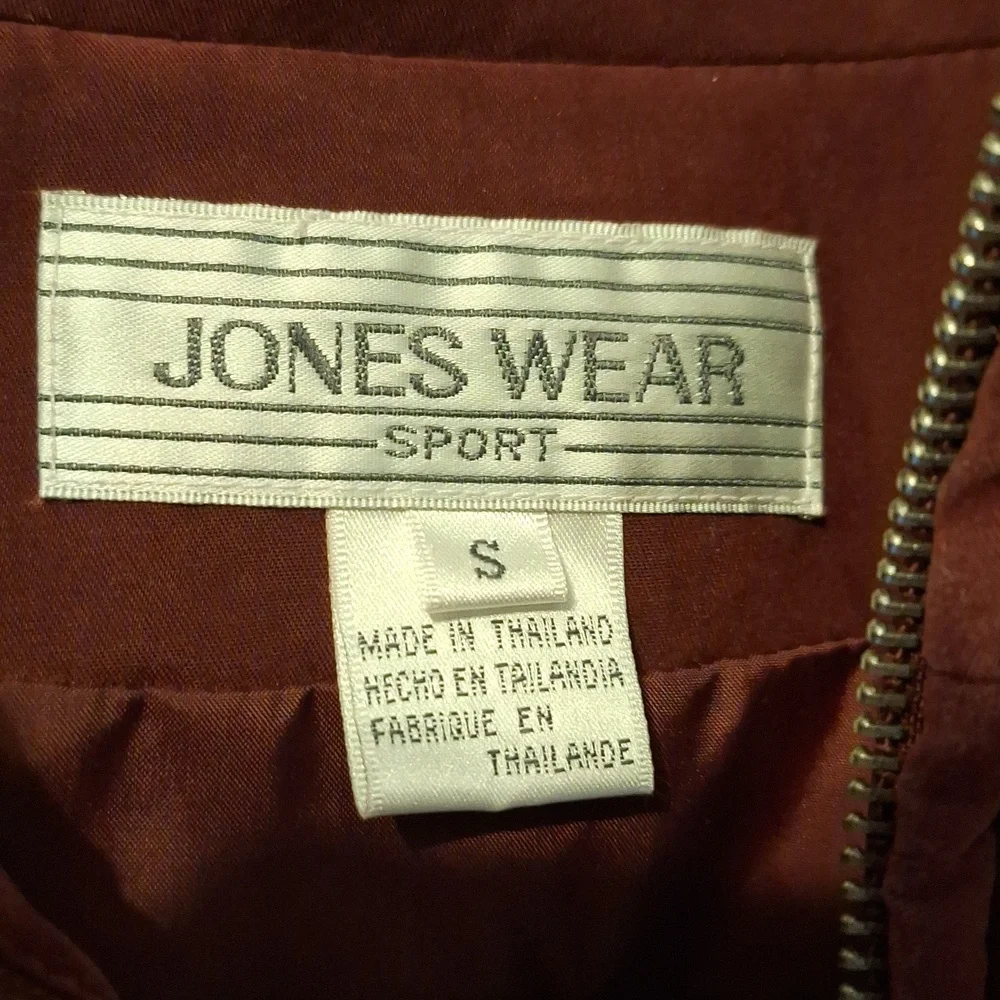 JONES WEAR
SPORT
S
MADE IN THAILAND
HECHO EN TAILANDIA
FABRIQUE EN
THAILANDE